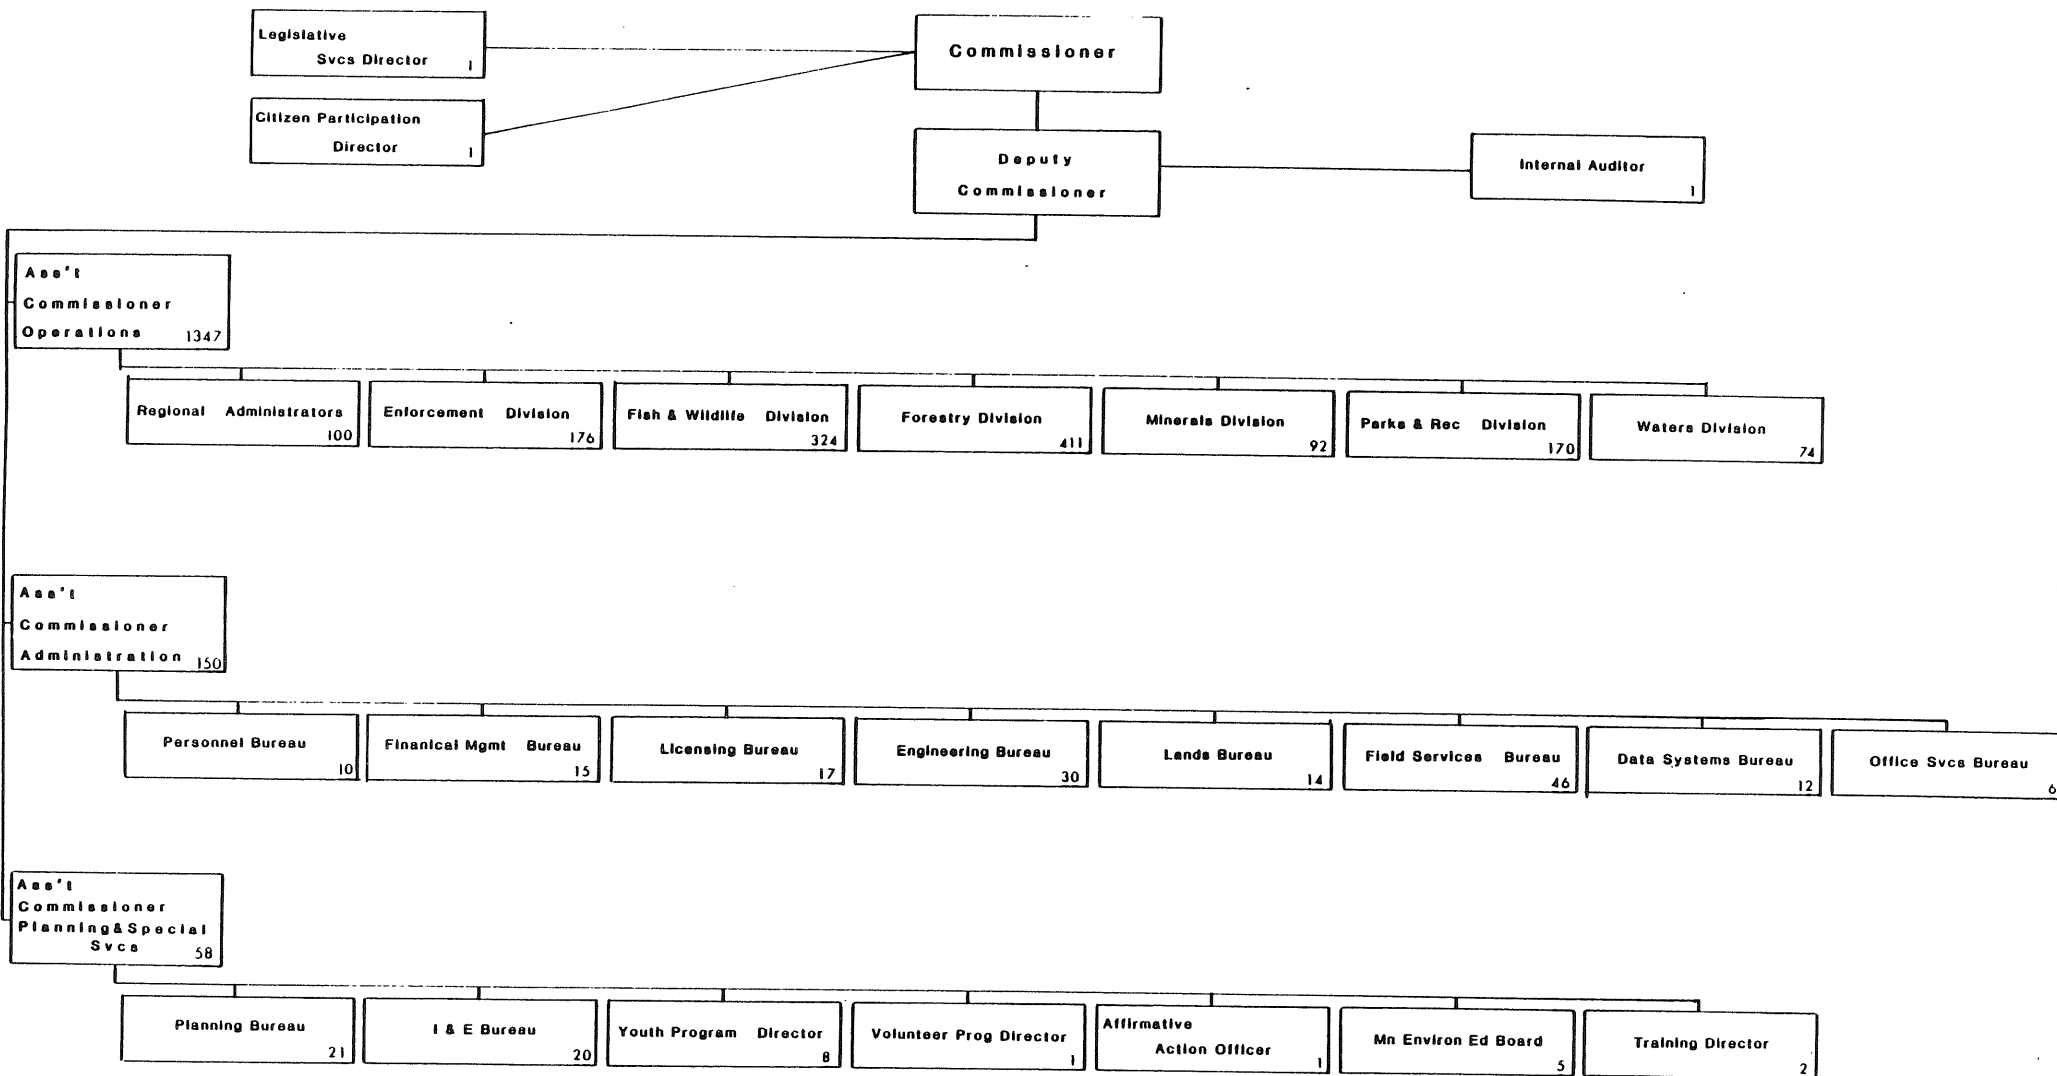 Legislative
Svcs Director 1
Commissioner
Citizen Participation
Director 1
Deputy
Commissioner
Internal Auditor
1
Ass't
Commissioner
Operations 1347
Regional Administrators
100
Enforcement Division
176
Fish & Wildlife Division
324
Forestry Division
411
Minerals Division
92
Parks & Rec Division
170
Waters Division
74
Ass't
Commissioner
Administration 150
Personnel Bureau
10
Finanical Mgmt Bureau
15
Licensing Bureau
17
Engineering Bureau
30
Lands Bureau
14
Field Services Bureau
46
Data Systems Bureau
12
Office Svcs Bureau
6
Ass't
Commissioner
Planning&Special
Svcs 58
Planning Bureau
21
I & E Bureau
20
Youth Program Director
8
Volunteer Prog Director
1
Affirmative
Action Officer
1
Mn Environ Ed Board
5
Training Director
2